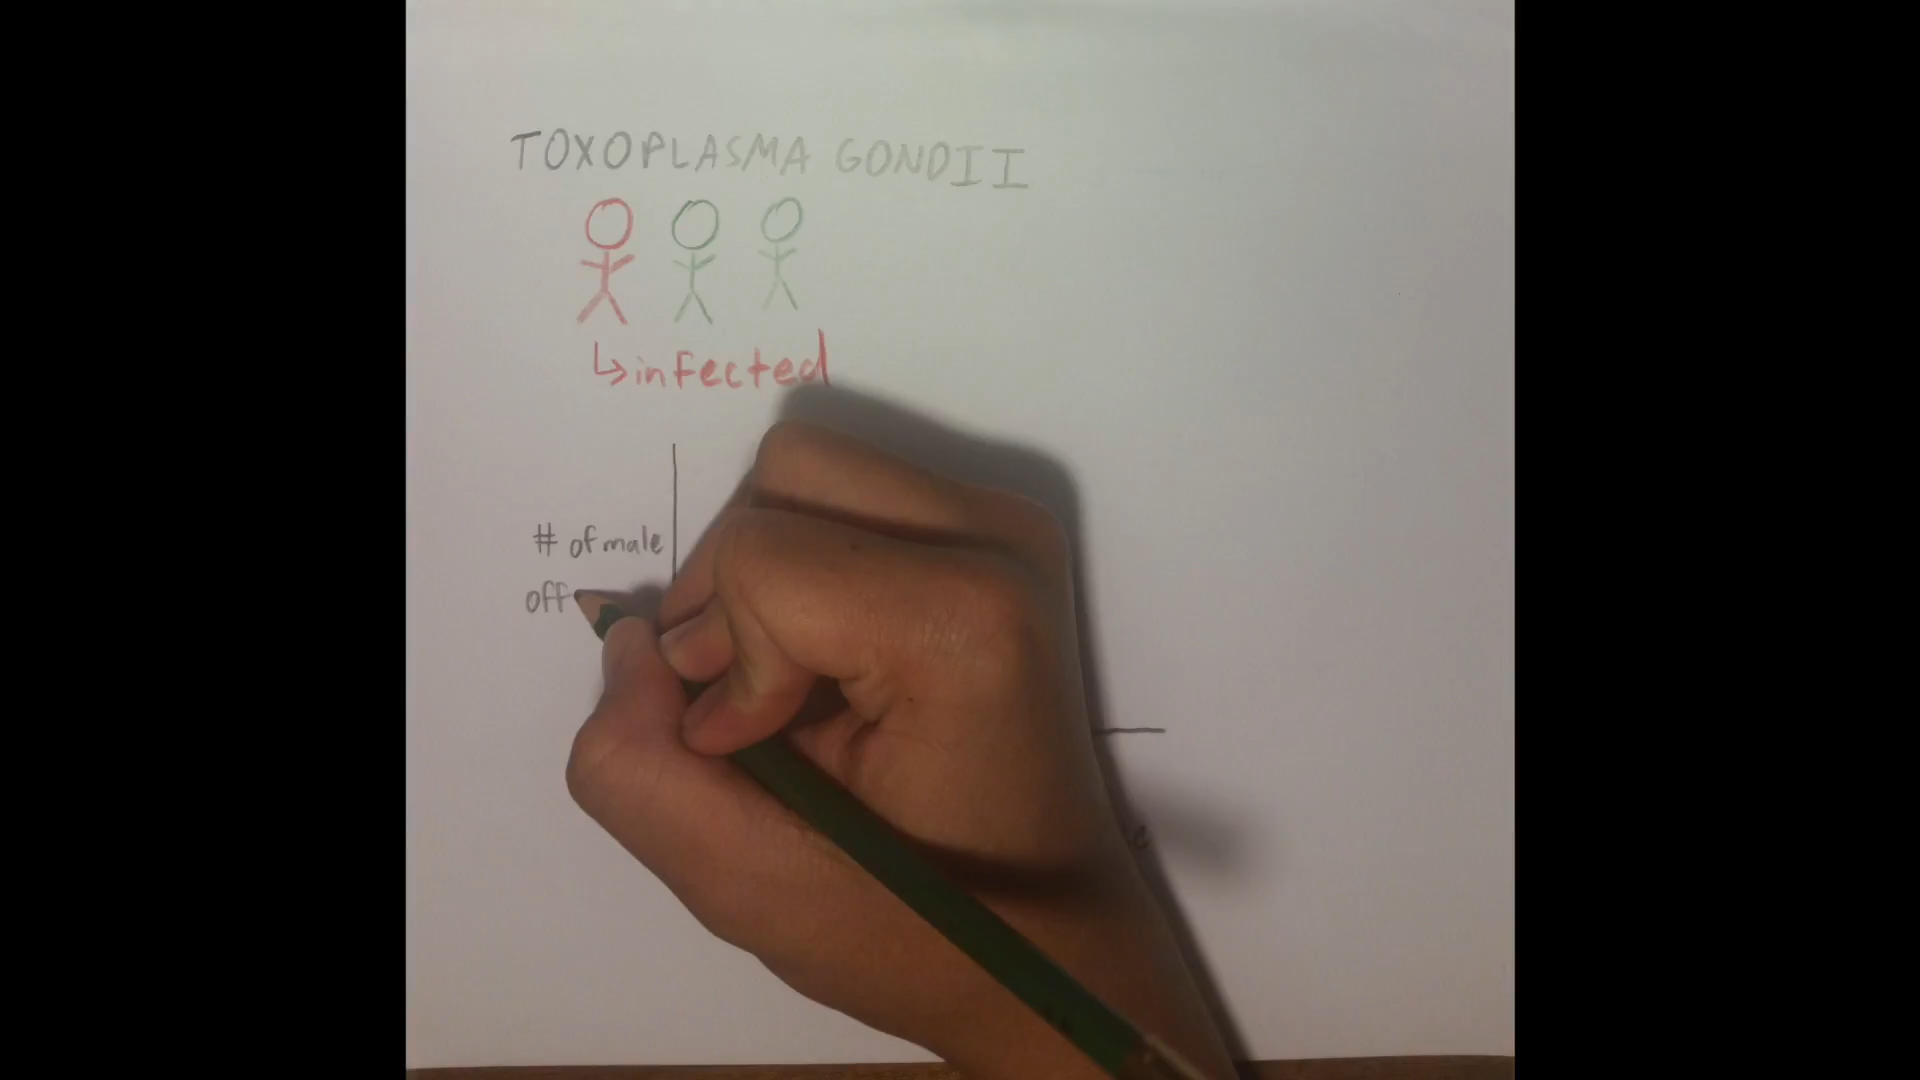 TOXOPLASMA GONDII
↳infected
# of male
off